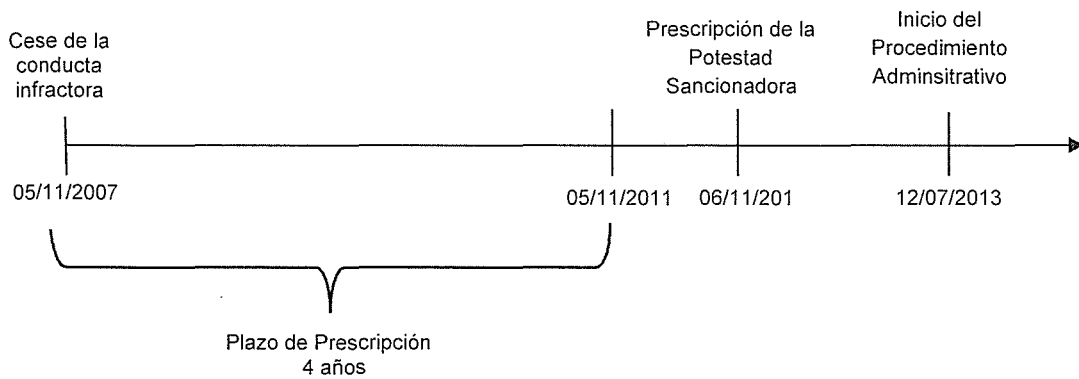 Cese de la
conducta
infractora
Prescripción de la
Potestad
Sancionadora
Inicio del
Procedimiento
Adminsitrativo
05/11/2007
05/11/2011
06/11/201
12/07/2013
Plazo de Prescripción
4 años